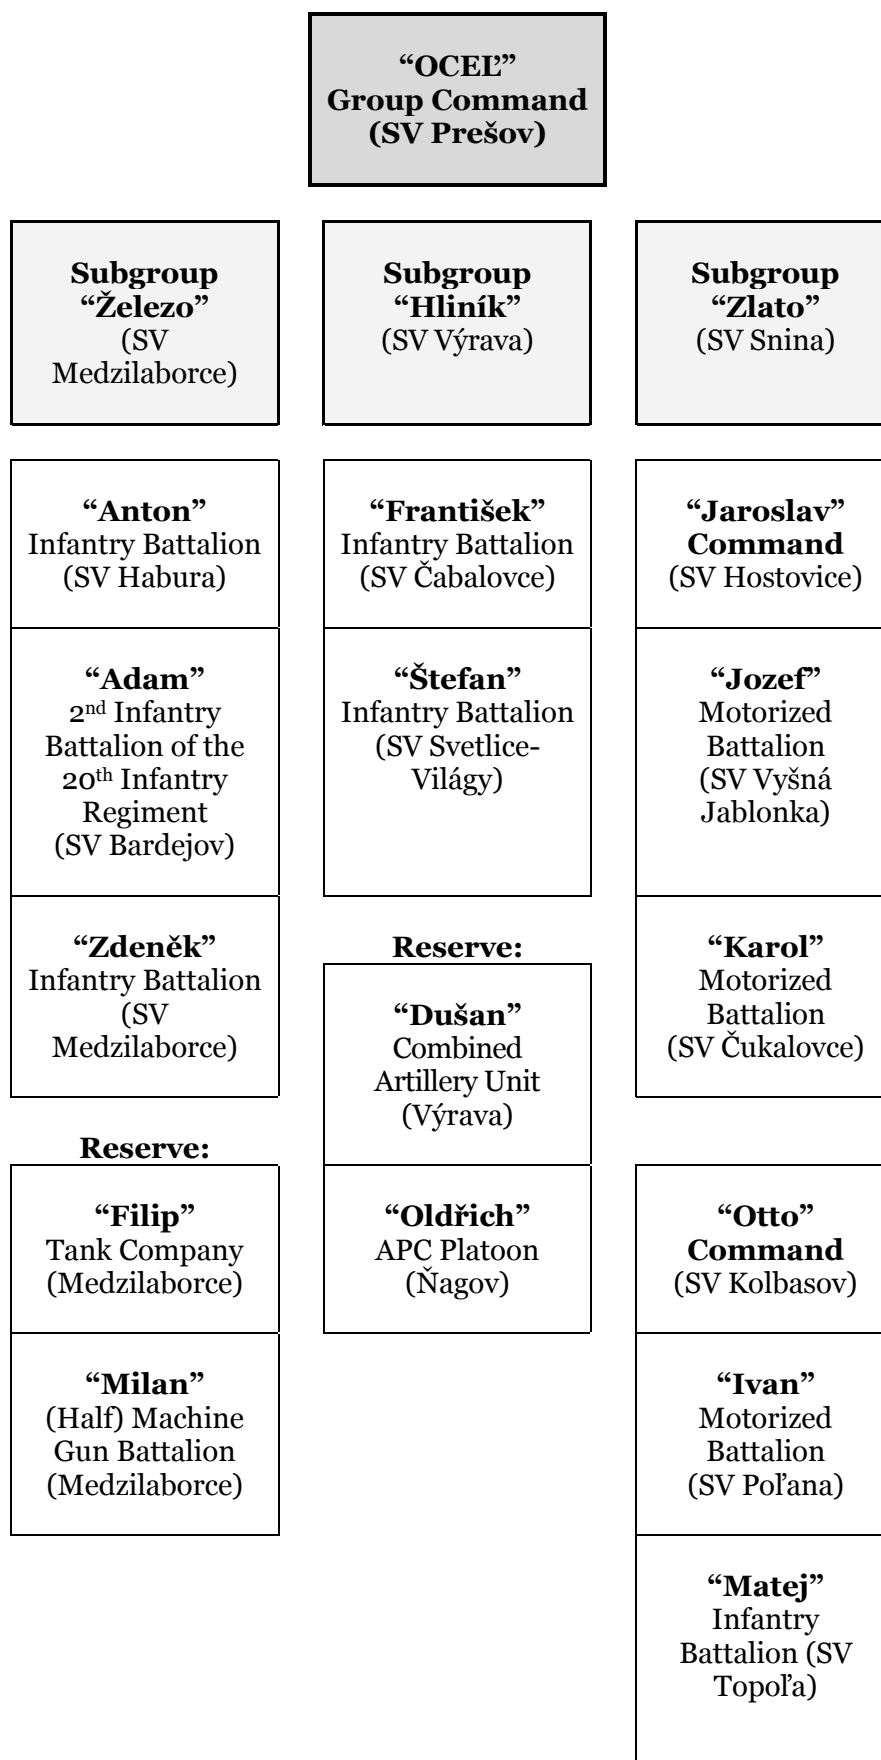 “OCEĽ”
Group Command
(SV Prešov)
Subgroup
“Železo”
(SV
Medzilaborce)
Subgroup
“Hliník”
(SV Výrava)
Subgroup
“Zlato”
(SV Snina)
“Anton”
Infantry Battalion
(SV Habura)
“Adam”
2nd Infantry
Battalion of the
20th Infantry
Regiment
(SV Bardejov)
“Zdeněk”
Infantry Battalion
(SV
Medzilaborce)
Reserve:
“Filip”
Tank Company
(Medzilaborce)
“Milan”
(Half) Machine
Gun Battalion
(Medzilaborce)
“František”
Infantry Battalion
(SV Čabalovce)
“Štefan”
Infantry Battalion
(SV Svetlice-
Világy)
Reserve:
“Dušan”
Combined
Artillery Unit
(Výrava)
“Oldřich”
APC Platoon
(Ňagov)
“Jaroslav”
Command
(SV Hostovice)
“Jozef”
Motorized
Battalion
(SV Vyšná
Jablonka)
“Karol”
Motorized
Battalion
(SV Čukalovce)
“Otto”
Command
(SV Kolbasov)
“Ivan”
Motorized
Battalion
(SV Poľana)
“Matej”
Infantry
Battalion (SV
Topoľa)